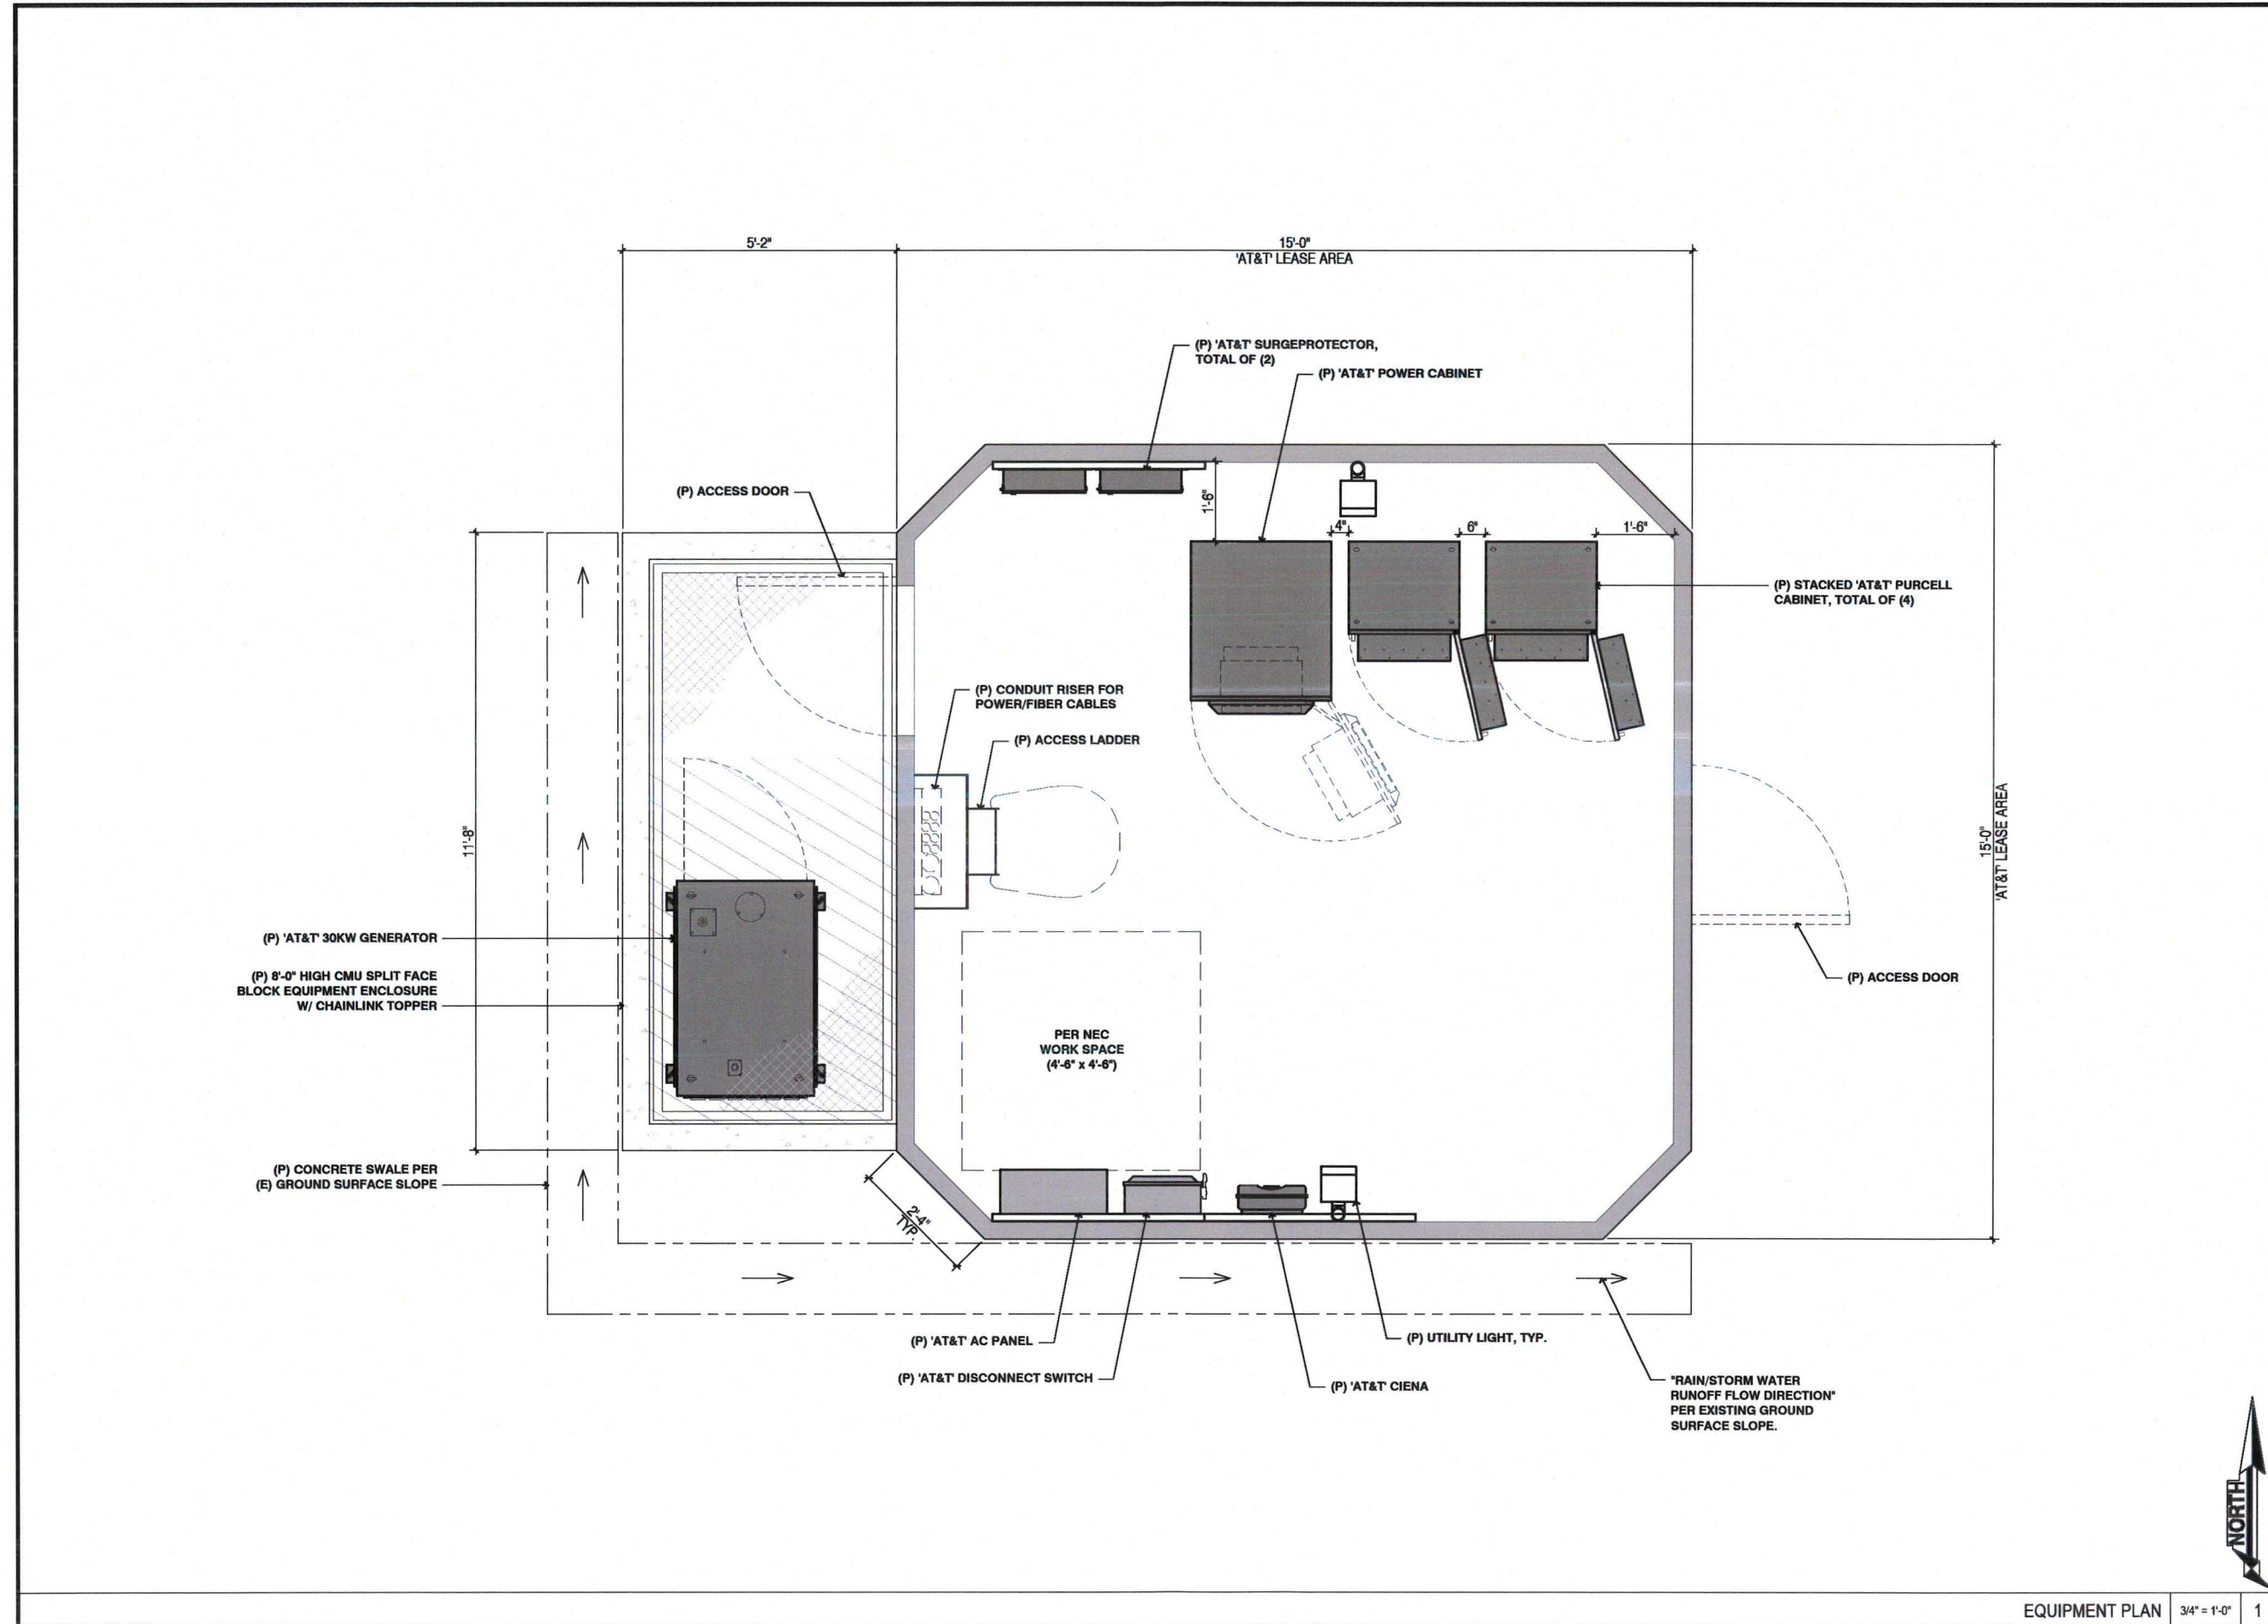 5'-2"
15'-0"
'AT&T' LEASE AREA
(P) 'AT&T' SURGEPROTECTOR,
TOTAL OF (2)
(P) 'AT&T' POWER CABINET
(P) ACCESS DOOR
1'-6"
4"
6"
1'-6"
(P) STACKED 'AT&T' PURCELL
CABINET, TOTAL OF (4)
(P) CONDUIT RISER FOR
POWER/FIBER CABLES
(P) ACCESS LADDER
11'-8"
15'-0"
'AT&T' LEASE AREA
(P) 'AT&T' 30KW GENERATOR
(P) 8'-0" HIGH CMU SPLIT FACE
BLOCK EQUIPMENT ENCLOSURE
W/ CHAINLINK TOPPER
(P) ACCESS DOOR
PER NEC
WORK SPACE
(4'-6" x 4'-6")
(P) CONCRETE SWALE PER
(E) GROUND SURFACE SLOPE
2'-4"
TYP.
(P) 'AT&T' AC PANEL
(P) UTILITY LIGHT, TYP.
(P) 'AT&T' DISCONNECT SWITCH
(P) 'AT&T' CIENA
"RAIN/STORM WATER
RUNOFF FLOW DIRECTION"
PER EXISTING GROUND
SURFACE SLOPE.
NORTH
EQUIPMENT PLAN
3/4" = 1'-0"
1